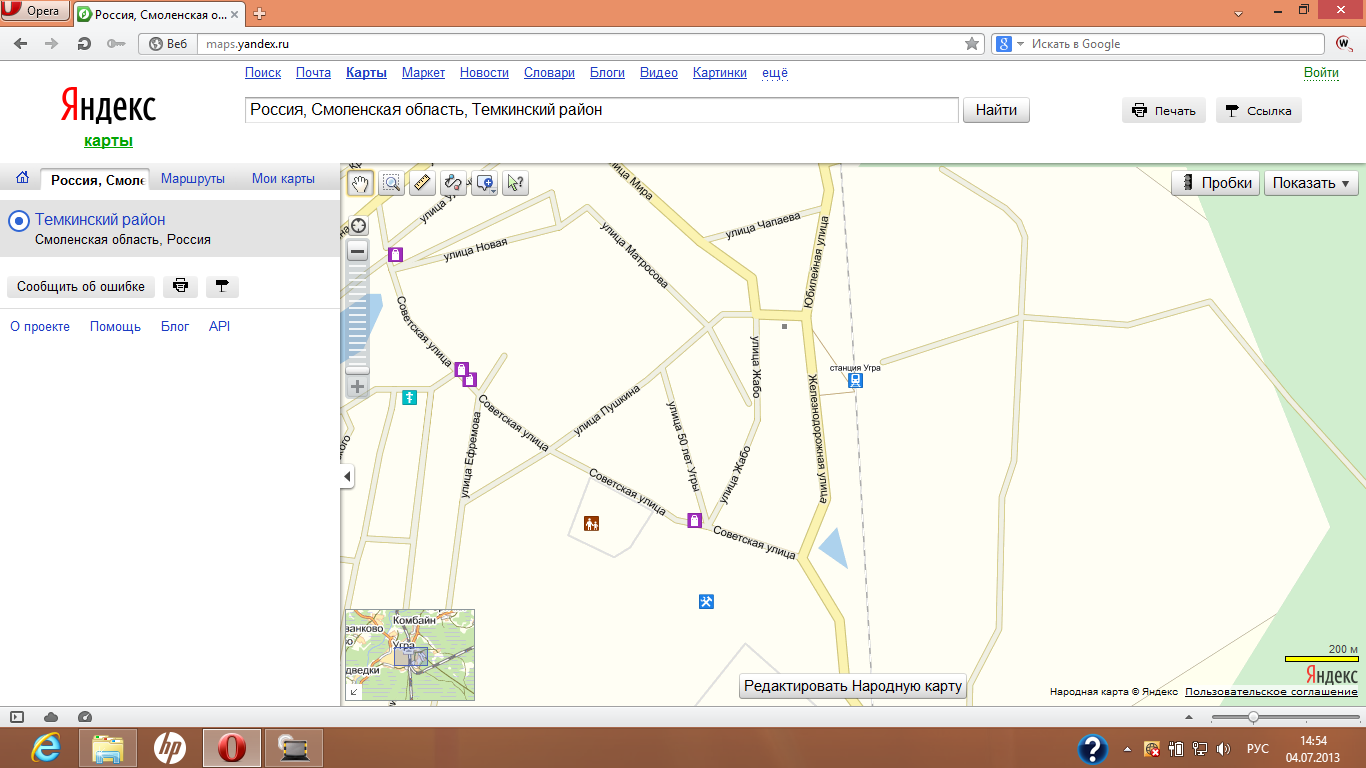 Opera
Россия, Смоленская о...
Веб
maps.yandex.ru
Искать в Google
Поиск Почта Карты Маркет Новости Словари Блоги Видео Картинки ещё
Войти
Яндекс
карты
Россия, Смоленская область, Темкинский район
Найти
Печать
Ссылка
Россия, Смоле
Маршруты
Мои карты
Пробки
Показать
Темкинский район
Смоленская область, Россия
Сообщить об ошибке
О проекте Помощь Блог API
улица Мира
улица Чапаева
Юбилейная улица
улица Новая
улица Матросова
Советская улица
станция Угра
улица Жабо
Железнодорожная улица
улица Пушкина
Советская улица
улица Ефремова
улица 50 лет Угры
улица Жабо
Советская улица
Советская улица
Комбайн
ванково
Угра
дведки
Редактировать Народную карту
200 м
Яндекс
Народная карта © Яндекс Пользовательское соглашение
hp
РУС
14:54
04.07.2013